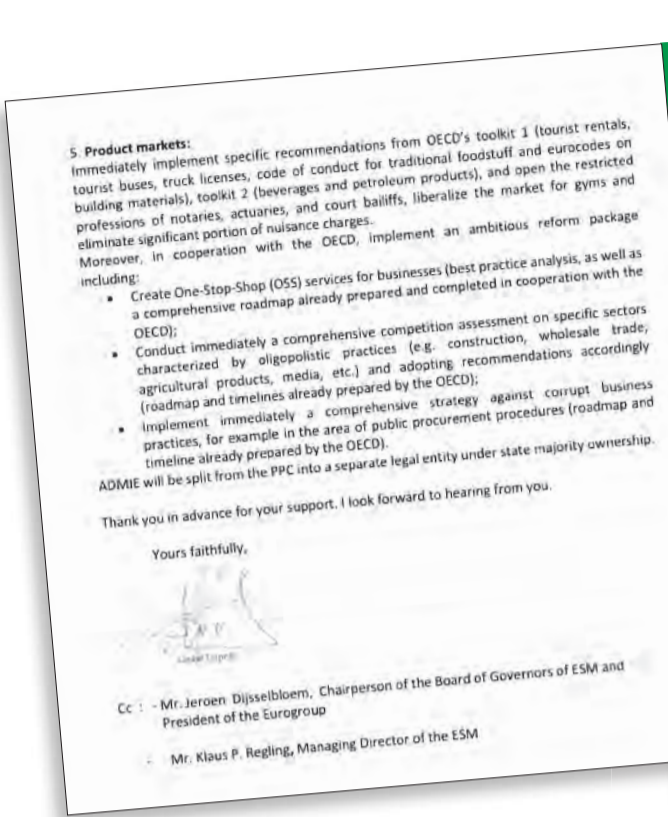 5. Product markets:
Immediately implement specific recommendations from OECD's toolkit 1 (tourist rentals,
tourist buses, truck licenses, code of conduct for traditional foodstuff and eurocodes on
building materials), toolkit 2 (beverages and petroleum products), and open the restricted
professions of notaries, actuaries, and court bailiffs, liberalize the market for gyms and
eliminate significant portion of nuisance charges.
Moreover, in cooperation with the OECD, implement an ambitious reform package
including:
• Create One-Stop-Shop (OSS) services for businesses (best practice analysis, as well as
a comprehensive roadmap already prepared and completed in cooperation with the
OECD);
• Conduct immediately a comprehensive competition assessment on specific sectors
characterized by oligopolistic practices (e.g. construction, wholesale trade,
agricultural products, media, etc.) and adopting recommendations accordingly
(roadmap and timelines already prepared by the OECD);
• Implement immediately a comprehensive strategy against corrupt business
practices, for example in the area of public procurement procedures (roadmap and
timeline already prepared by the OECD).
ADMIE will be split from the PPC into a separate legal entity under state majority ownership.
Thank you in advance for your support. I look forward to hearing from you.
Yours faithfully,
Cc : - Mr. Jeroen Dijsselbloem, Chairperson of the Board of Governors of ESM and
President of the Eurogroup
- Mr. Klaus P. Regling, Managing Director of the ESM